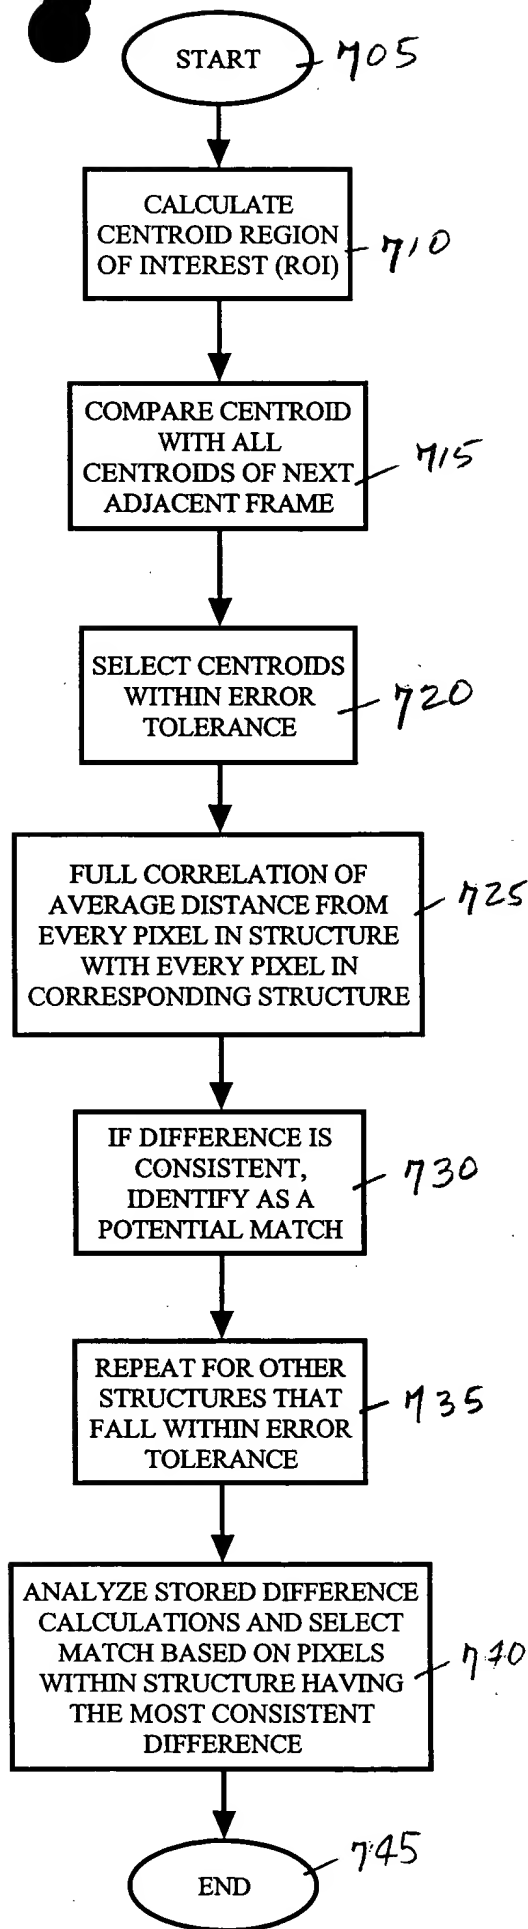 START
705
CALCULATE
CENTROID REGION
OF INTEREST (ROI)
710
COMPARE CENTROID
WITH ALL
CENTROIDS OF NEXT
ADJACENT FRAME
715
SELECT CENTROIDS
WITHIN ERROR
TOLERANCE
720
FULL CORRELATION OF
AVERAGE DISTANCE FROM
EVERY PIXEL IN STRUCTURE
WITH EVERY PIXEL IN
CORRESPONDING STRUCTURE
725
IF DIFFERENCE IS
CONSISTENT,
IDENTIFY AS A
POTENTIAL MATCH
730
REPEAT FOR OTHER
STRUCTURES THAT
FALL WITHIN ERROR
TOLERANCE
735
ANALYZE STORED DIFFERENCE
CALCULATIONS AND SELECT
MATCH BASED ON PIXELS
WITHIN STRUCTURE HAVING
THE MOST CONSISTENT
DIFFERENCE
740
END
745